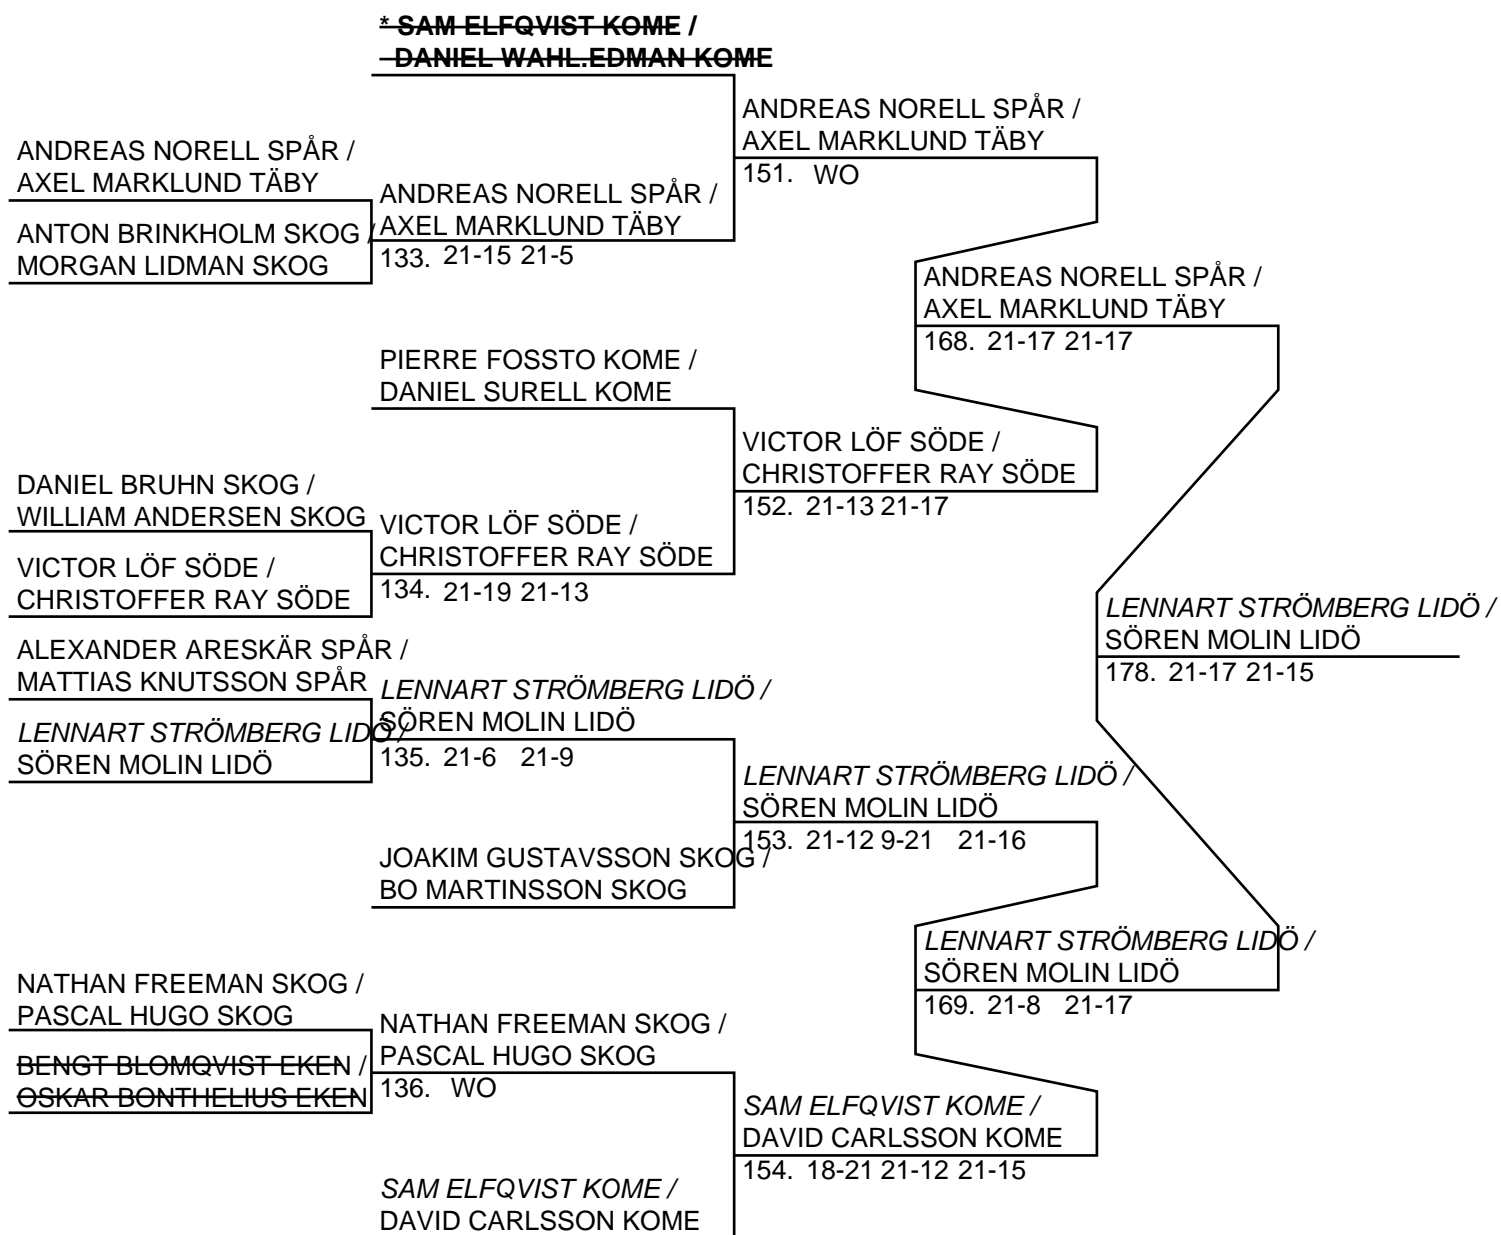 * SAM ELFQVIST KOME /
DANIEL WAHL.EDMAN KOME
ANDREAS NORELL SPÅR /
AXEL MARKLUND TÄBY
151. WO
ANDREAS NORELL SPÅR /
AXEL MARKLUND TÄBY
ANDREAS NORELL SPÅR /
AXEL MARKLUND TÄBY
133. 21-15 21-5
ANTON BRINKHOLM SKOG /
MORGAN LIDMAN SKOG
ANDREAS NORELL SPÅR /
AXEL MARKLUND TÄBY
168. 21-17 21-17
PIERRE FOSSTO KOME /
DANIEL SURELL KOME
VICTOR LÖF SÖDE /
CHRISTOFFER RAY SÖDE
152. 21-13 21-17
DANIEL BRUHN SKOG /
WILLIAM ANDERSEN SKOG
VICTOR LÖF SÖDE /
CHRISTOFFER RAY SÖDE
134. 21-19 21-13
VICTOR LÖF SÖDE /
CHRISTOFFER RAY SÖDE
LENNART STRÖMBERG LIDÖ /
SÖREN MOLIN LIDÖ
178. 21-17 21-15
ALEXANDER ARESKÄR SPÅR /
MATTIAS KNUTSSON SPÅR
LENNART STRÖMBERG LIDÖ /
SÖREN MOLIN LIDÖ
135. 21-6 21-9
LENNART STRÖMBERG LIDÖ /
SÖREN MOLIN LIDÖ
LENNART STRÖMBERG LIDÖ /
SÖREN MOLIN LIDÖ
153. 21-12 9-21 21-16
JOAKIM GUSTAVSSON SKOG /
BO MARTINSSON SKOG
LENNART STRÖMBERG LIDÖ /
SÖREN MOLIN LIDÖ
169. 21-8 21-17
NATHAN FREEMAN SKOG /
PASCAL HUGO SKOG
NATHAN FREEMAN SKOG /
PASCAL HUGO SKOG
136. WO
BENGT BLOMQVIST EKEN /
OSKAR BONTHELIUS EKEN
SAM ELFQVIST KOME /
DAVID CARLSSON KOME
154. 18-21 21-12 21-15
SAM ELFQVIST KOME /
DAVID CARLSSON KOME